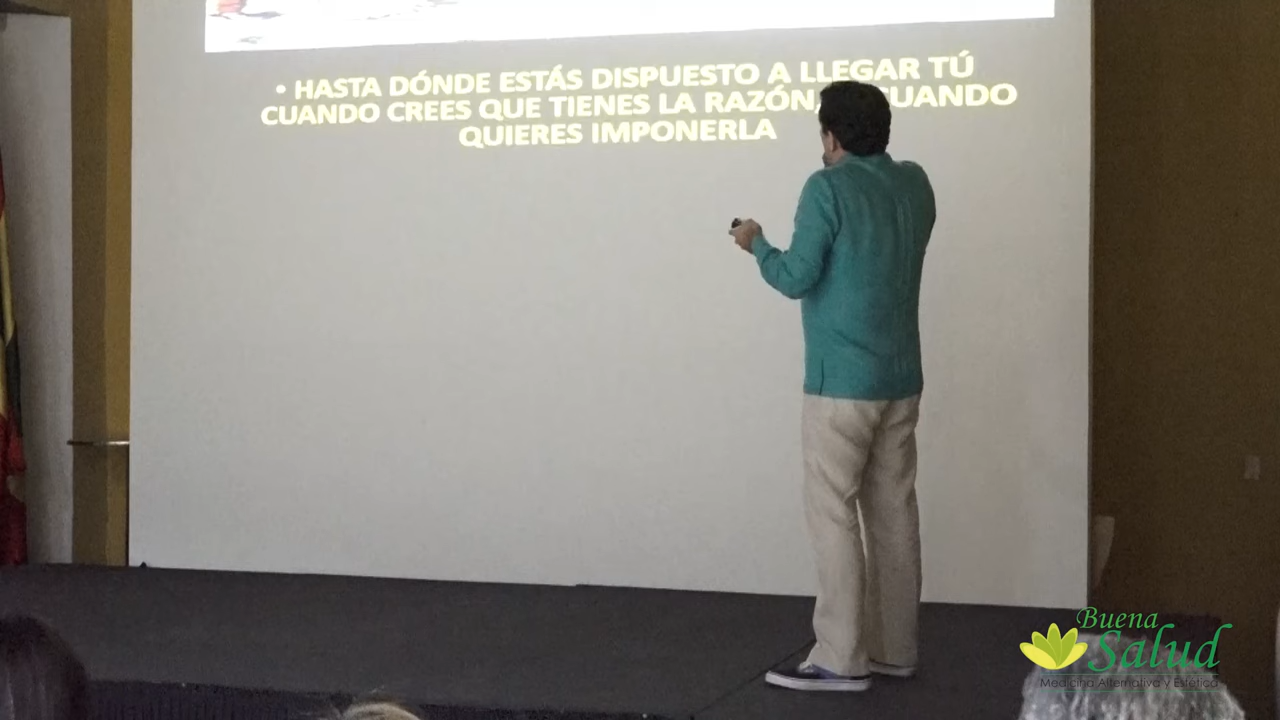 • HASTA DÓNDE ESTÁS DISPUESTO A LLEGAR TÚ
CUANDO CREES QUE TIENES LA RAZÓN, CUANDO
QUIERES IMPONERLA
Buena
Salud
Medicina Alternativa y Estética